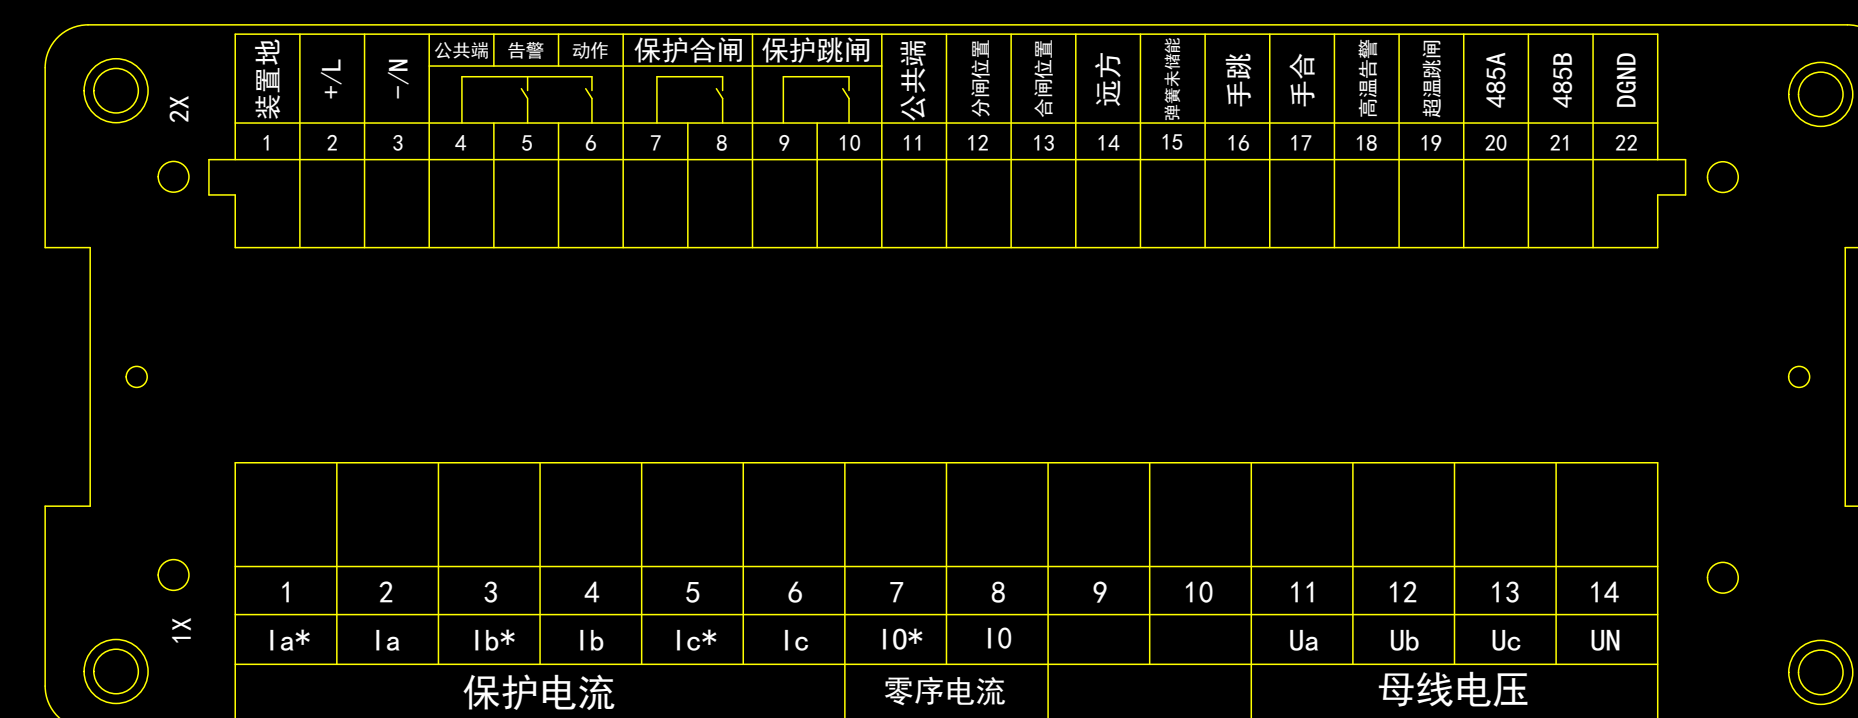 2X
装置地 +/L -/N 公共端 告警 动作 保护合闸 保护跳闸 公共端 分闸位置 合闸位置 远方 弹簧未储能 手跳 手合 高温告警 超温跳闸 485A 485B DGND
1 2 3 4 5 6 7 8 9 10 11 12 13 14 15 16 17 18 19 20 21 22
1X
1 2 3 4 5 6 7 8 9 10 11 12 13 14
Ia* Ia Ib* Ib Ic* Ic I0* I0 Ua Ub Uc UN
保护电流 零序电流 母线电压